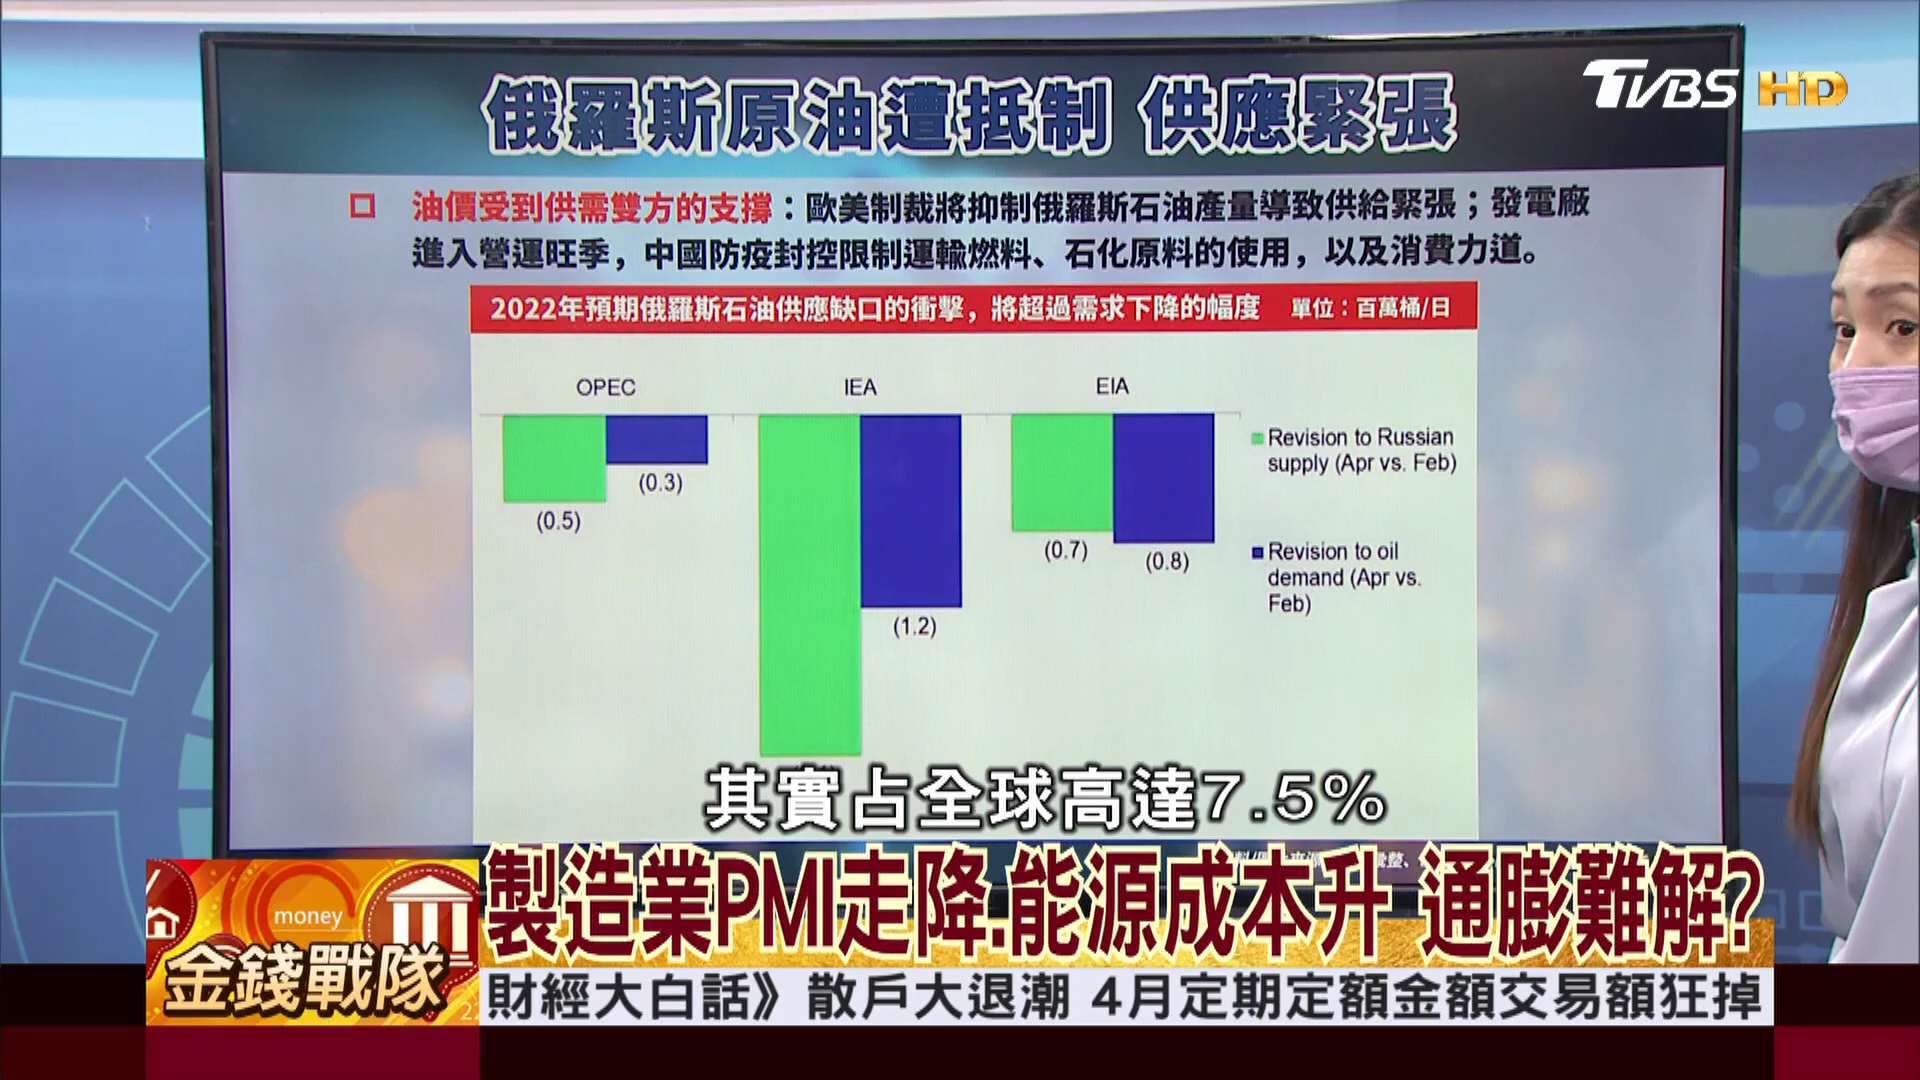 TVBS HD
俄羅斯原油遭抵制 供應緊張
油價受到供需雙方的支撐：歐美制裁將抑制俄羅斯石油產量導致供給緊張；發電廠
進入營運旺季，中國防疫封控限制運輸燃料、石化原料的使用，以及消費力道。
2022年預期俄羅斯石油供應缺口的衝擊，將超過需求下降的幅度 單位：百萬桶/日
OPEC
IEA
EIA
(0.5)
(0.3)
(1.2)
(0.7)
(0.8)
Revision to Russian
supply (Apr vs. Feb)
Revision to oil
demand (Apr vs.
Feb)
其實占全球高達7.5%
製造業PMI走降.能源成本升 通膨難解?
money
金錢戰隊
財經大白話》散戶大退潮 4月定期定額金額交易額狂掉